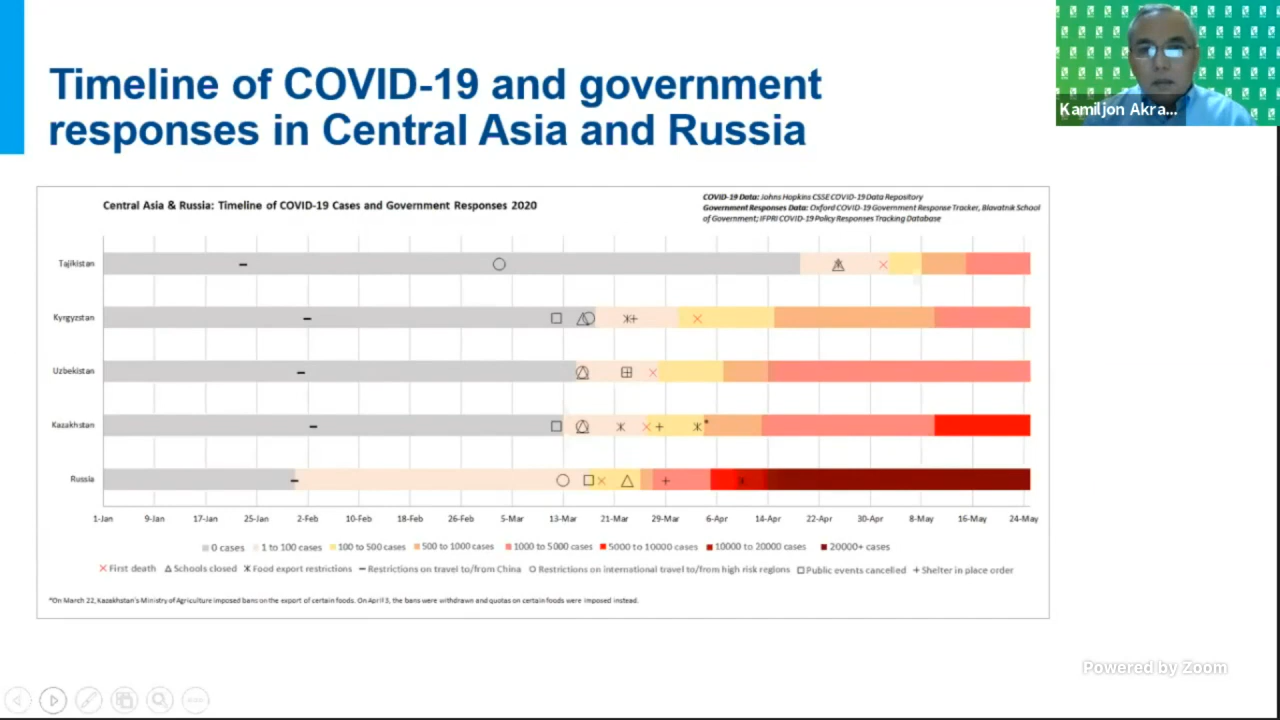 Timeline of COVID-19 and government
responses in Central Asia and Russia
Kamiljon Akra...
Central Asia & Russia: Timeline of COVID-19 Cases and Government Responses 2020
COVID-19 Data: Johns Hopkins CSSE COVID-19 Data Repository
Government Responses Data: Oxford COVID-19 Government Response Tracker, Blavatnik School
of Government; IFPRI COVID-19 Policy Responses Tracking Database
Tajikistan
Kyrgyzstan
Uzbekistan
Kazakhstan
*
Russia
1-Jan 9-Jan 17-Jan 25-Jan 2-Feb 10-Feb 18-Feb 26-Feb 5-Mar 13-Mar 21-Mar 29-Mar 6-Apr 14-Apr 22-Apr 30-Apr 8-May 16-May 24-May
0 cases 1 to 100 cases 100 to 500 cases 500 to 1000 cases 1000 to 5000 cases 5000 to 10000 cases 10000 to 20000 cases 20000+ cases
First death Schools closed Food export restrictions Restrictions on travel to/from China Restrictions on international travel to/from high risk regions Public events cancelled Shelter in place order
*On March 22, Kazakhstan's Ministry of Agriculture imposed bans on the export of certain foods. On April 3, the bans were withdrawn and quotas on certain foods were imposed instead.
Powered by Zoom